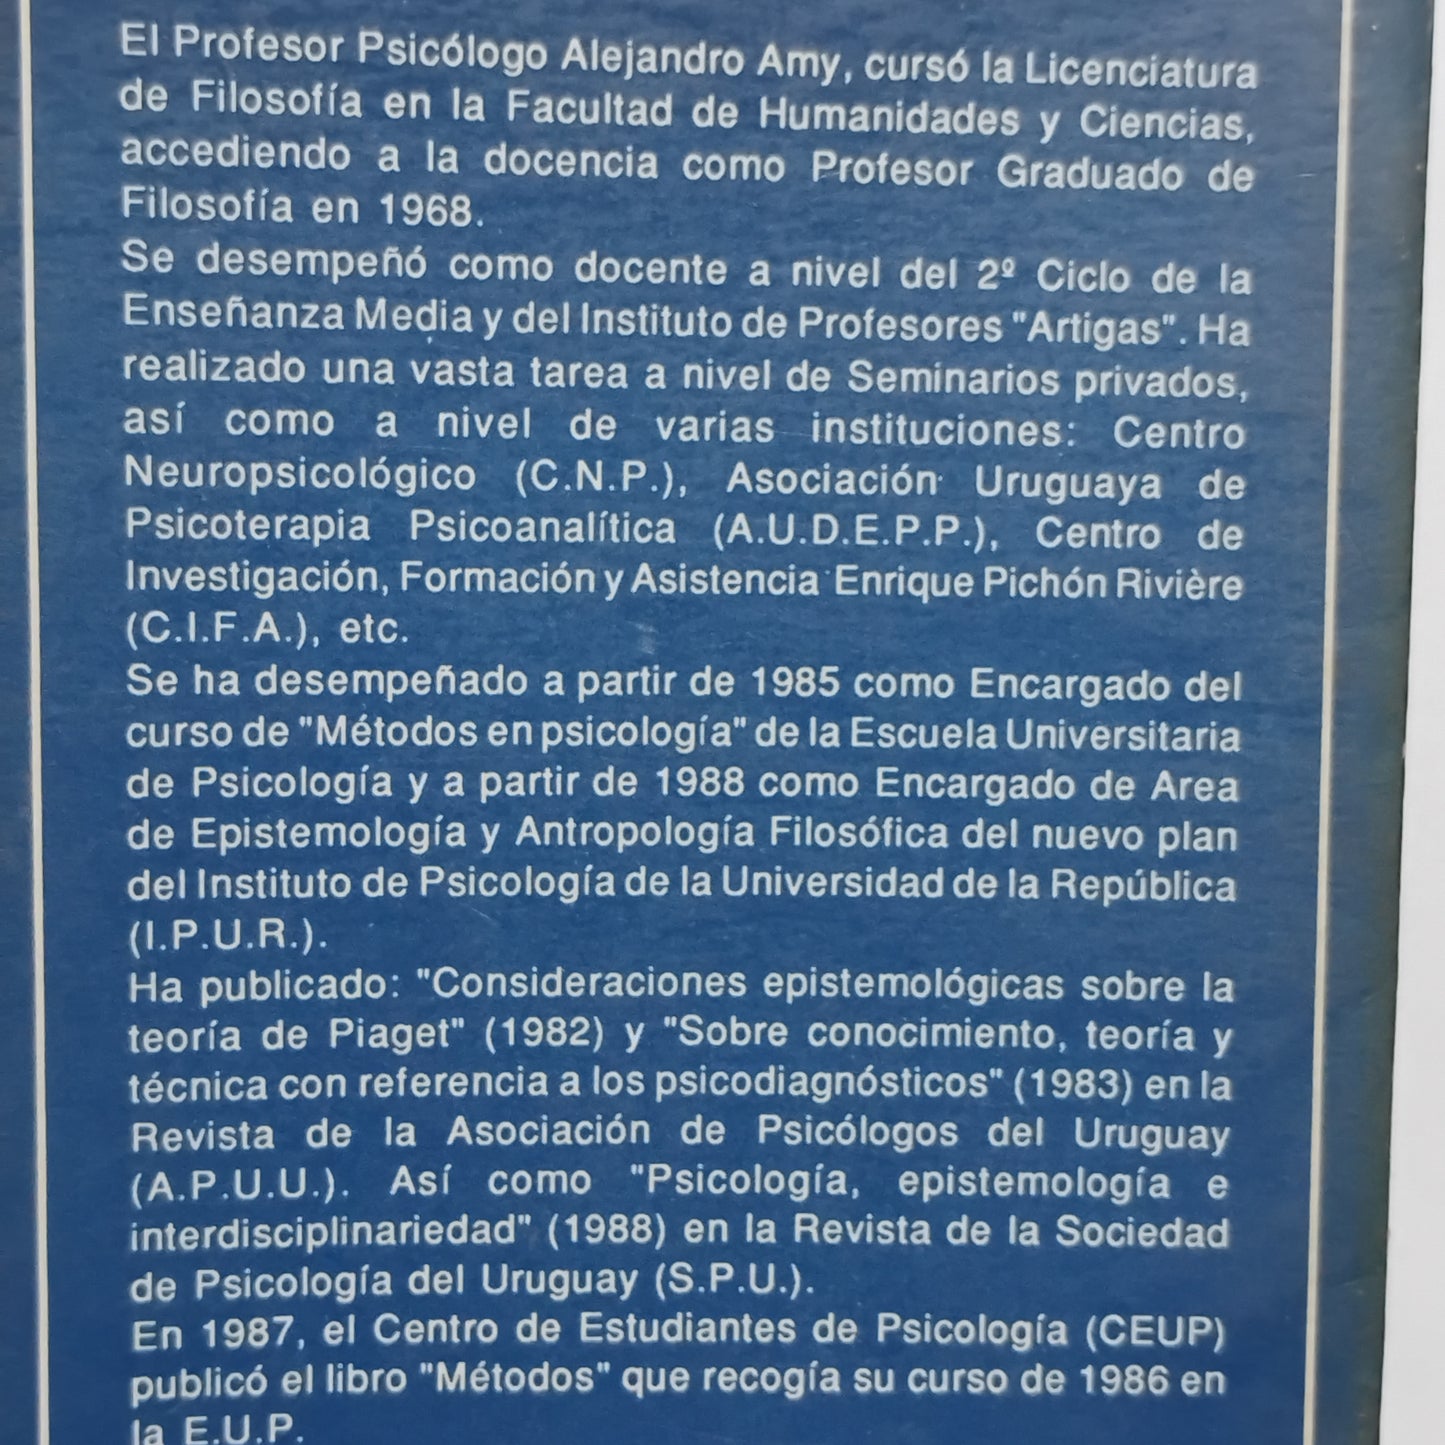 El Profesor Psicólogo Alejandro Amy, cursó la Licenciatura
de Filosofía en la Facultad de Humanidades y Ciencias,
accediendo a la docencia como Profesor Graduado de
Filosofía en 1968.
Se desempeñó como docente a nivel del 2º Ciclo de la
Enseñanza Media y del Instituto de Profesores "Artigas". Ha
realizado una vasta tarea a nivel de Seminarios privados,
así como a nivel de varias instituciones: Centro
Neuropsicológico (C.N.P.), Asociación Uruguaya de
Psicoterapia Psicoanalítica (A.U.D.E.P.P.), Centro de
Investigación, Formación y Asistencia Enrique Pichón Rivière
(C.I.F.A.), etc.
Se ha desempeñado a partir de 1985 como Encargado del
curso de "Métodos en psicología" de la Escuela Universitaria
de Psicología y a partir de 1988 como Encargado de Area
de Epistemología y Antropología Filosófica del nuevo plan
del Instituto de Psicología de la Universidad de la República
(I.P.U.R.).
Ha publicado: "Consideraciones epistemológicas sobre la
teoría de Piaget" (1982) y "Sobre conocimiento, teoría y
técnica con referencia a los psicodiagnósticos" (1983) en la
Revista de la Asociación de Psicólogos del Uruguay
(A.P.U.U.). Así como "Psicología, epistemología e
interdisciplinariedad" (1988) en la Revista de la Sociedad
de Psicología del Uruguay (S.P.U.).
En 1987, el Centro de Estudiantes de Psicología (CEUP)
publicó el libro "Métodos" que recogía su curso de 1986 en
la E.U.P.